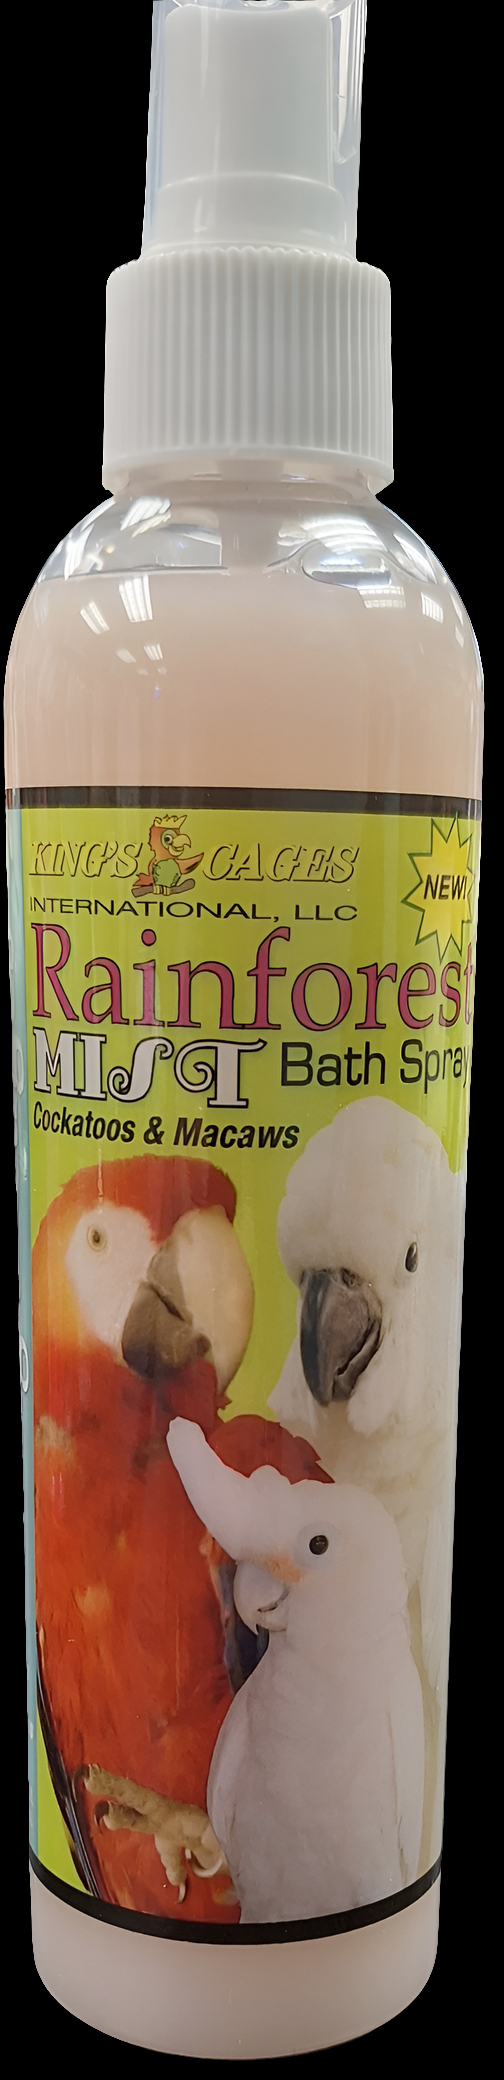 KING'S CAGES
INTERNATIONAL, LLC
NEW!
Rainforest
MIST Bath Spray
Cockatoos & Macaws